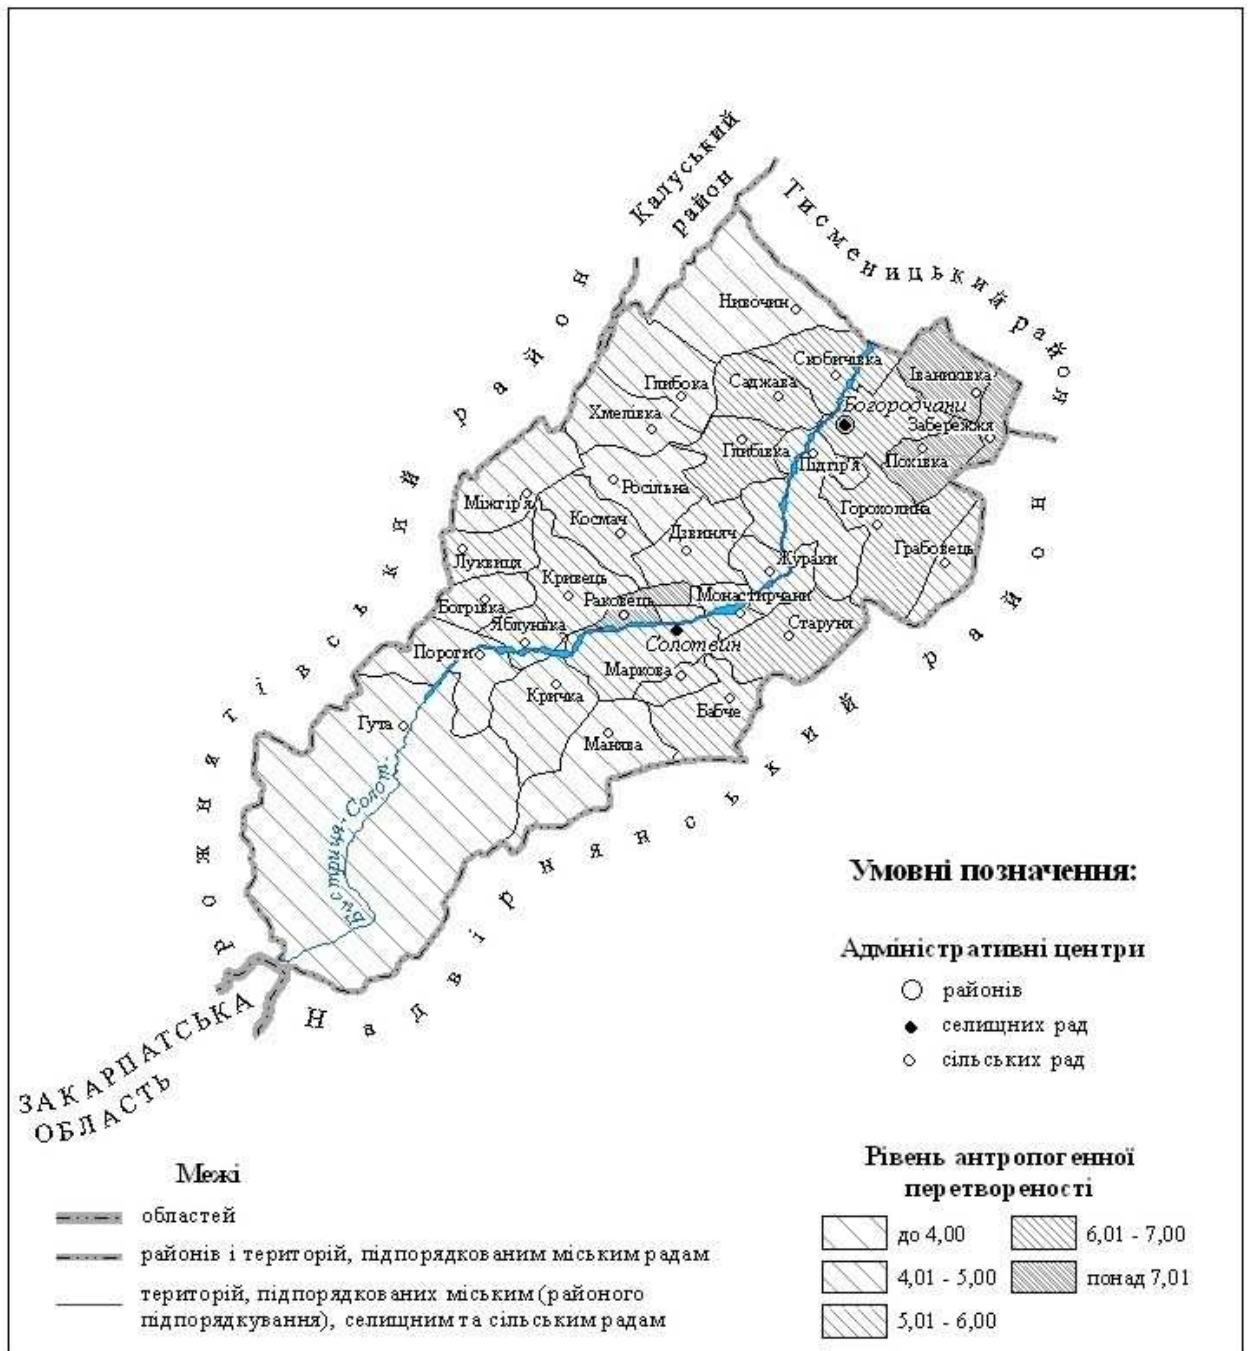 Калуський
район
Тисменицький район
Рожнятівський район
Нивочин
Скобичівка
Іваниківка
Глибока
Саджава
Богородчани
Хмелівка
Забережжя
Глибівка
Підгір'я
Похівка
Росільна
Міжгір'я
Горохолина
Космач
Дзвиняч
Грабовець
Луквиця
Жураки
Кривець
Богрівка
Раковець
Монастирчани
Яблунька
Старуня
Солотвин
Пороги
Маркова
Кричка
Бабче
Гута
Манява
Бистриця-Солот.
Надвірнянський район
ЗАКАРПАТСЬКА
ОБЛАСТЬ
Умовні позначення:
Адміністративні центри
районів
селищних рад
сільських рад
Межі
областей
районів і територій, підпорядкованим міським радам
територій, підпорядкованих міським (районого
підпорядкування), селищним та сільським радам
Рівень антропогенної
перетвореності
до 4,00
4,01 - 5,00
5,01 - 6,00
6,01 - 7,00
понад 7,01